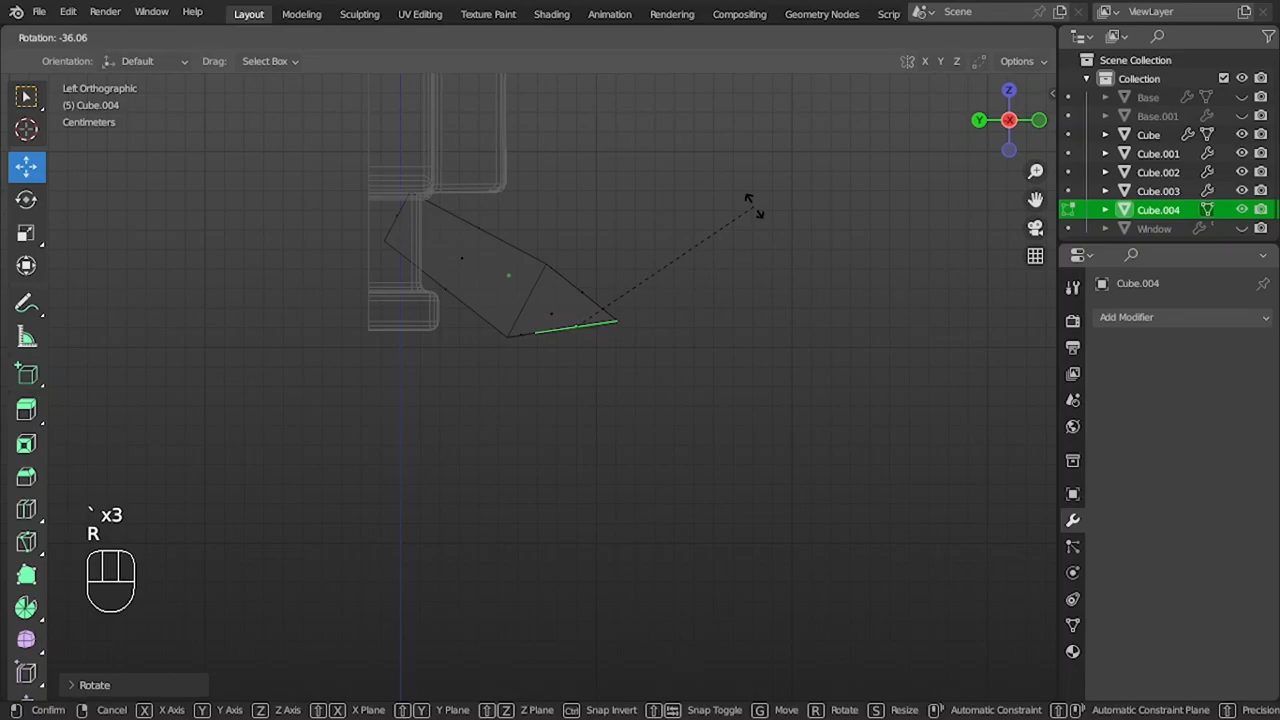 File Edit Render Window Help Layout Modeling Sculpting UV Editing Texture Paint Shading Animation Rendering Compositing Geometry Nodes Scrip Scene ViewLayer
Rotation: -36.06
Orientation: Default Drag: Select Box X Y Z Options
Left Orthographic
(5) Cube.004
Centimeters
Z
Y
X
Scene Collection
Collection
Base
Base.001
Cube
Cube.001
Cube.002
Cube.003
Cube.004
Window
Cube.004
Add Modifier
` x3
R
Rotate
Confirm Cancel X X Axis Y Y Axis Z Z Axis X X Plane Y Y Plane Z Z Plane Ctrl Snap Invert Snap Toggle G Move R Rotate S Resize Automatic Constraint Automatic Constraint Plane Precision